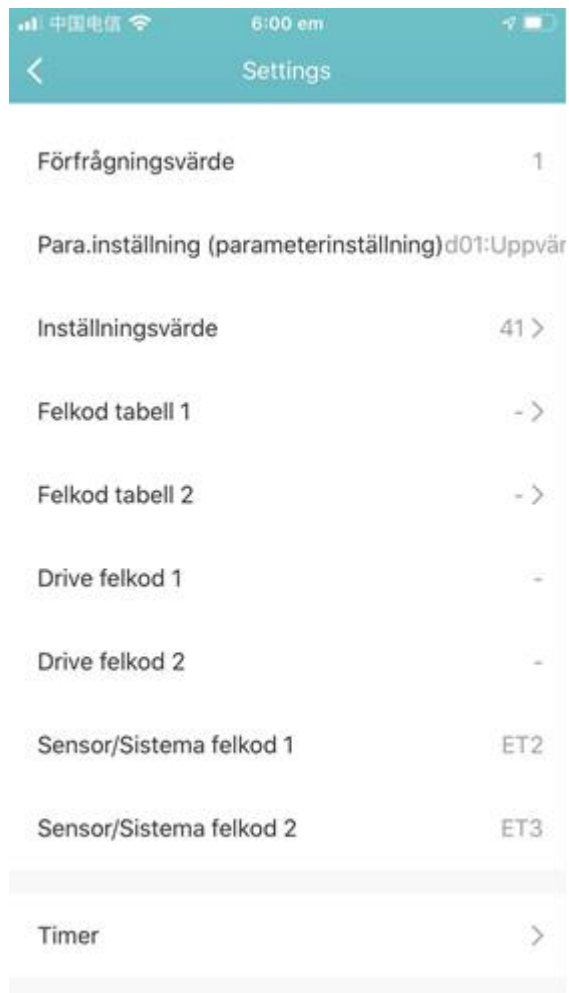 中国电信 6:00 em
Settings
Förfrågningsvärde 1
Para.inställning (parameterinställning) d01:Uppvär
Inställningsvärde 41 >
Felkod tabell 1 - >
Felkod tabell 2 - >
Drive felkod 1 -
Drive felkod 2 -
Sensor/Sistema felkod 1 ET2
Sensor/Sistema felkod 2 ET3
Timer >